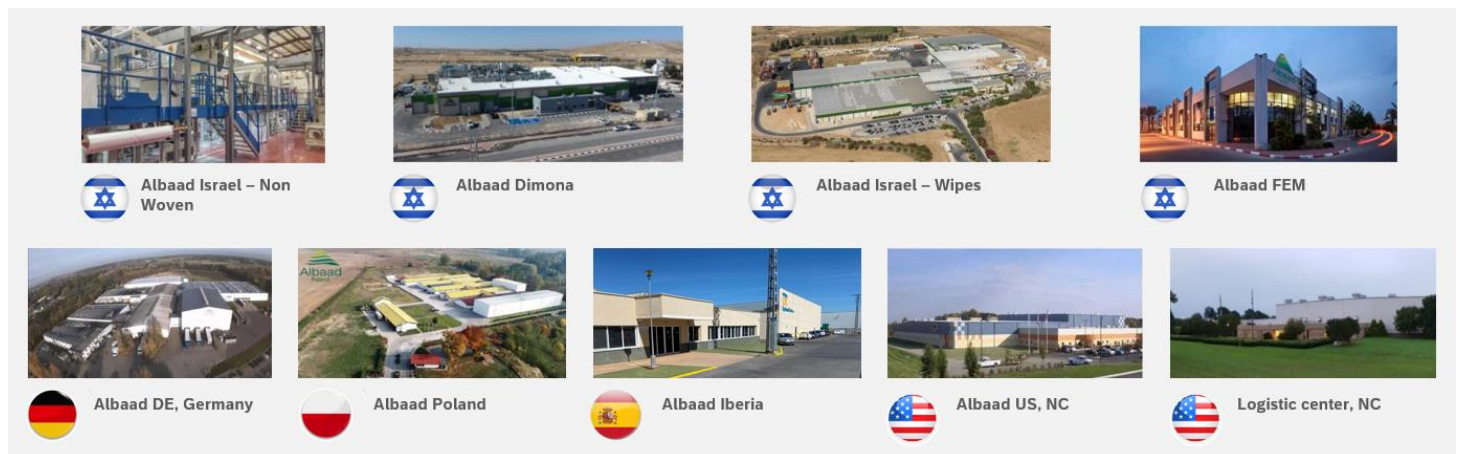 Albaad Israel – Non
Woven
Albaad Dimona
Albaad Israel – Wipes
Albaad FEM
Albaad
Albaad DE, Germany
Albaad Poland
Albaad Iberia
Albaad US, NC
Logistic center, NC